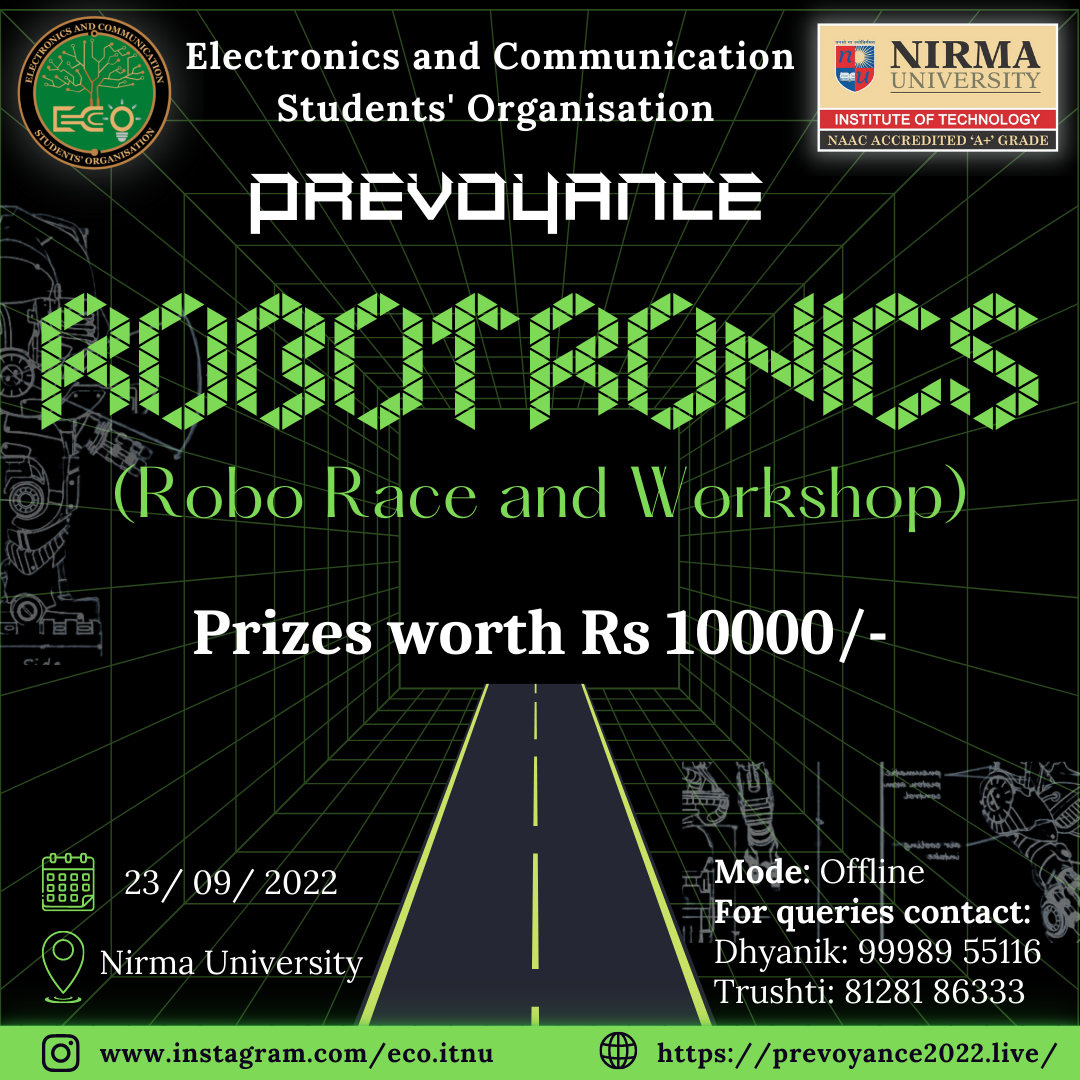 ELECTRONICS AND COMMUNICATION
E-C-O
STUDENTS' ORGANISATION
Electronics and Communication
Students' Organisation
NIRMA
UNIVERSITY
INSTITUTE OF TECHNOLOGY
NAAC ACCREDITED ‘A+’ GRADE
PREVOYANCE
ROBOTRONICS
(Robo Race and Workshop)
Prizes worth Rs 10000/-
Side
23/ 09/ 2022
Nirma University
Mode: Offline
For queries contact:
Dhyanik: 99989 55116
Trushti: 81281 86333
www.instagram.com/eco.itnu
https://prevoyance2022.live/